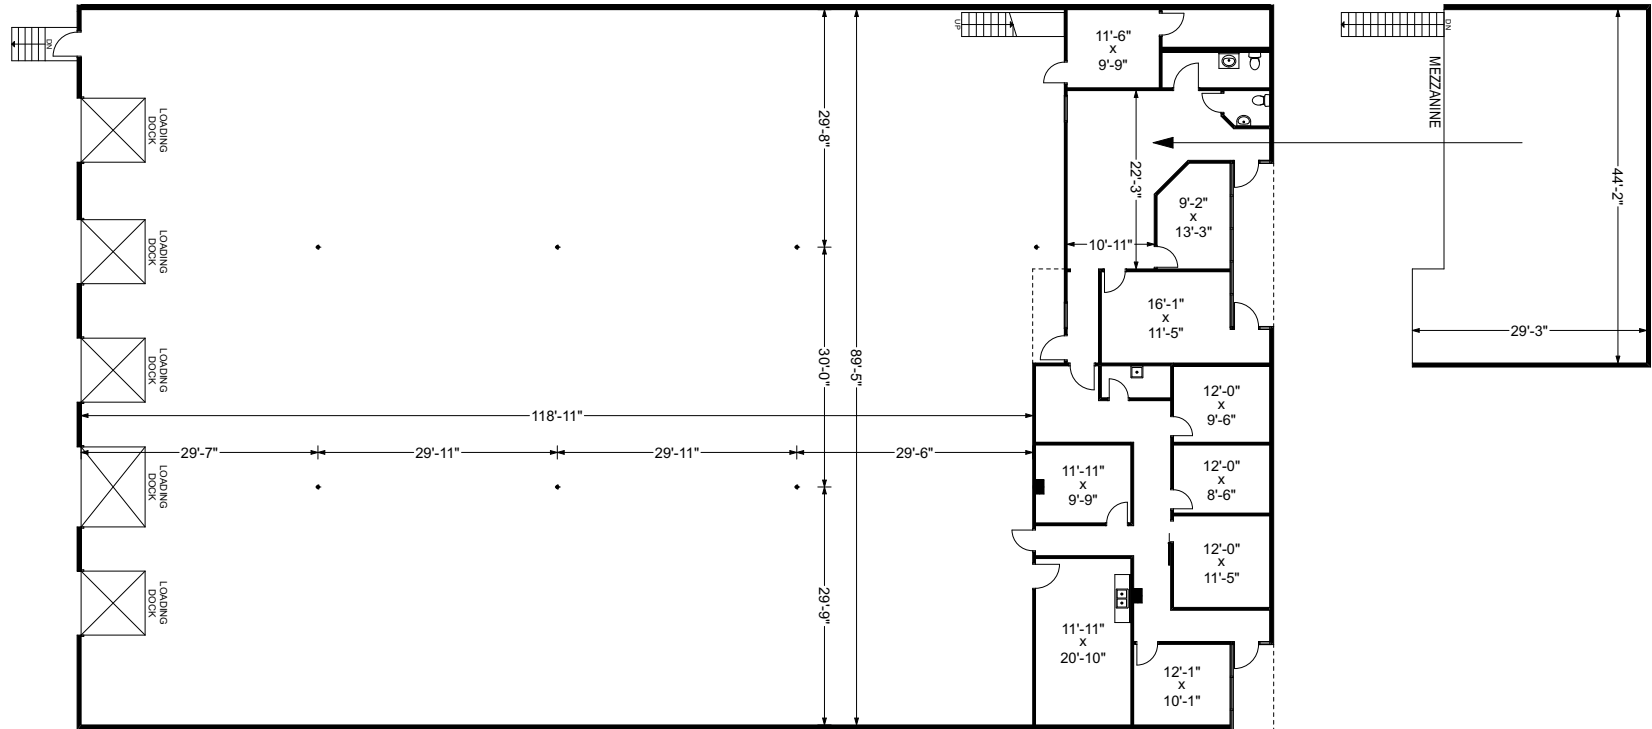 DN
UP
11'-6"
x
9'-9"
DN
MEZZANINE
LOADING
DOCK
29'-8"
22'-3"
44'-2"
9'-2"
x
13'-3"
LOADING
DOCK
10'-11"
16'-1"
x
11'-5"
29'-3"
LOADING
DOCK
30'-0"
89'-5"
118'-11"
12'-0"
x
9'-6"
29'-7"
29'-11"
29'-11"
29'-6"
LOADING
DOCK
11'-11"
x
9'-9"
12'-0"
x
8'-6"
12'-0"
x
11'-5"
LOADING
DOCK
29'-9"
11'-11"
x
20'-10"
12'-1"
x
10'-1"